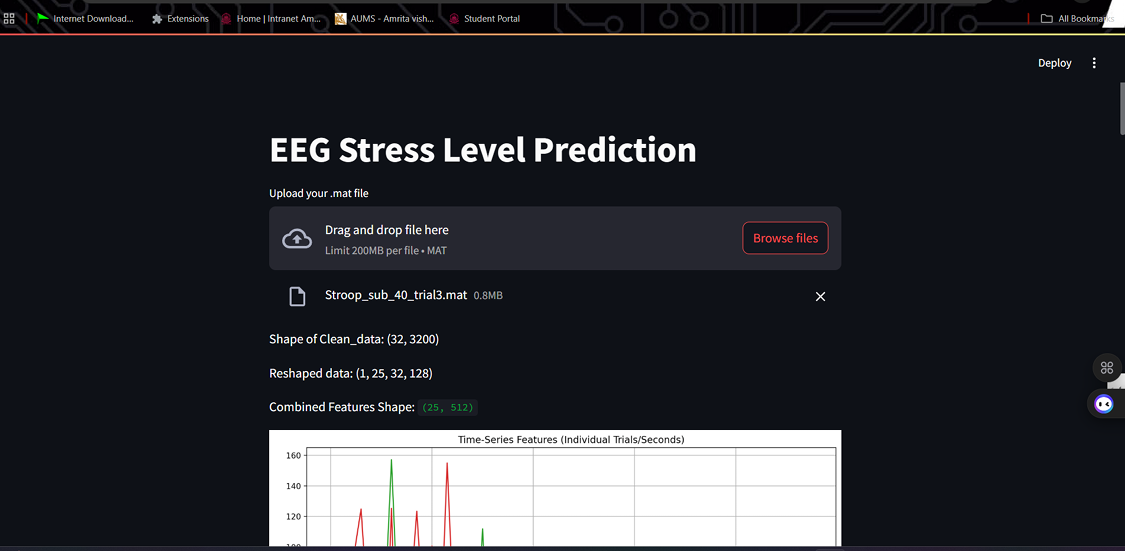 Internet Download... Extensions Home | Intranet Am... AUMS - Amrita vish... Student Portal All Bookmarks
Deploy
EEG Stress Level Prediction
Upload your .mat file
Drag and drop file here
Limit 200MB per file • MAT
Browse files
Stroop_sub_40_trial3.mat 0.8MB
Shape of Clean_data: (32, 3200)
Reshaped data: (1, 25, 32, 128)
Combined Features Shape: (25, 512)
Time-Series Features (Individual Trials/Seconds)
160
140
120
100